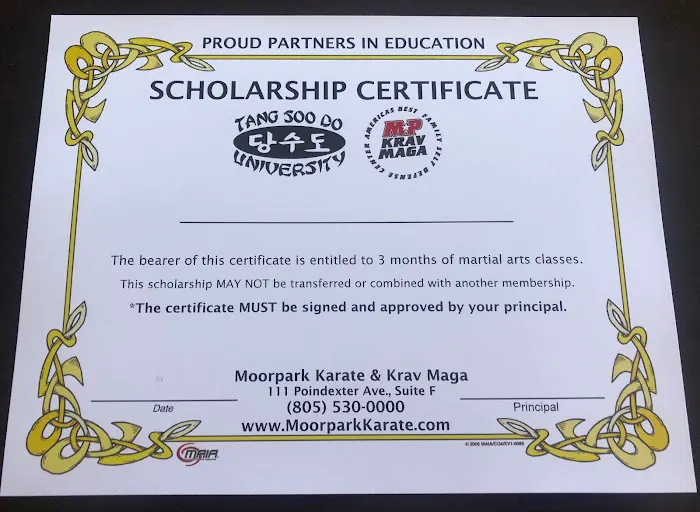 PROUD PARTNERS IN EDUCATION
SCHOLARSHIP CERTIFICATE
TANG SOO DO
당수도
UNIVERSITY
AMERICAS BEST FAMILY SELF DEFENSE CENTER
MP
KRAV
MAGA
The bearer of this certificate is entitled to 3 months of martial arts classes.
This scholarship MAY NOT be transferred or combined with another membership.
*The certificate MUST be signed and approved by your principal.
Moorpark Karate & Krav Maga
111 Poindexter Ave., Suite F
Date
(805) 530-0000
Principal
www.MoorparkKarate.com
MAIA